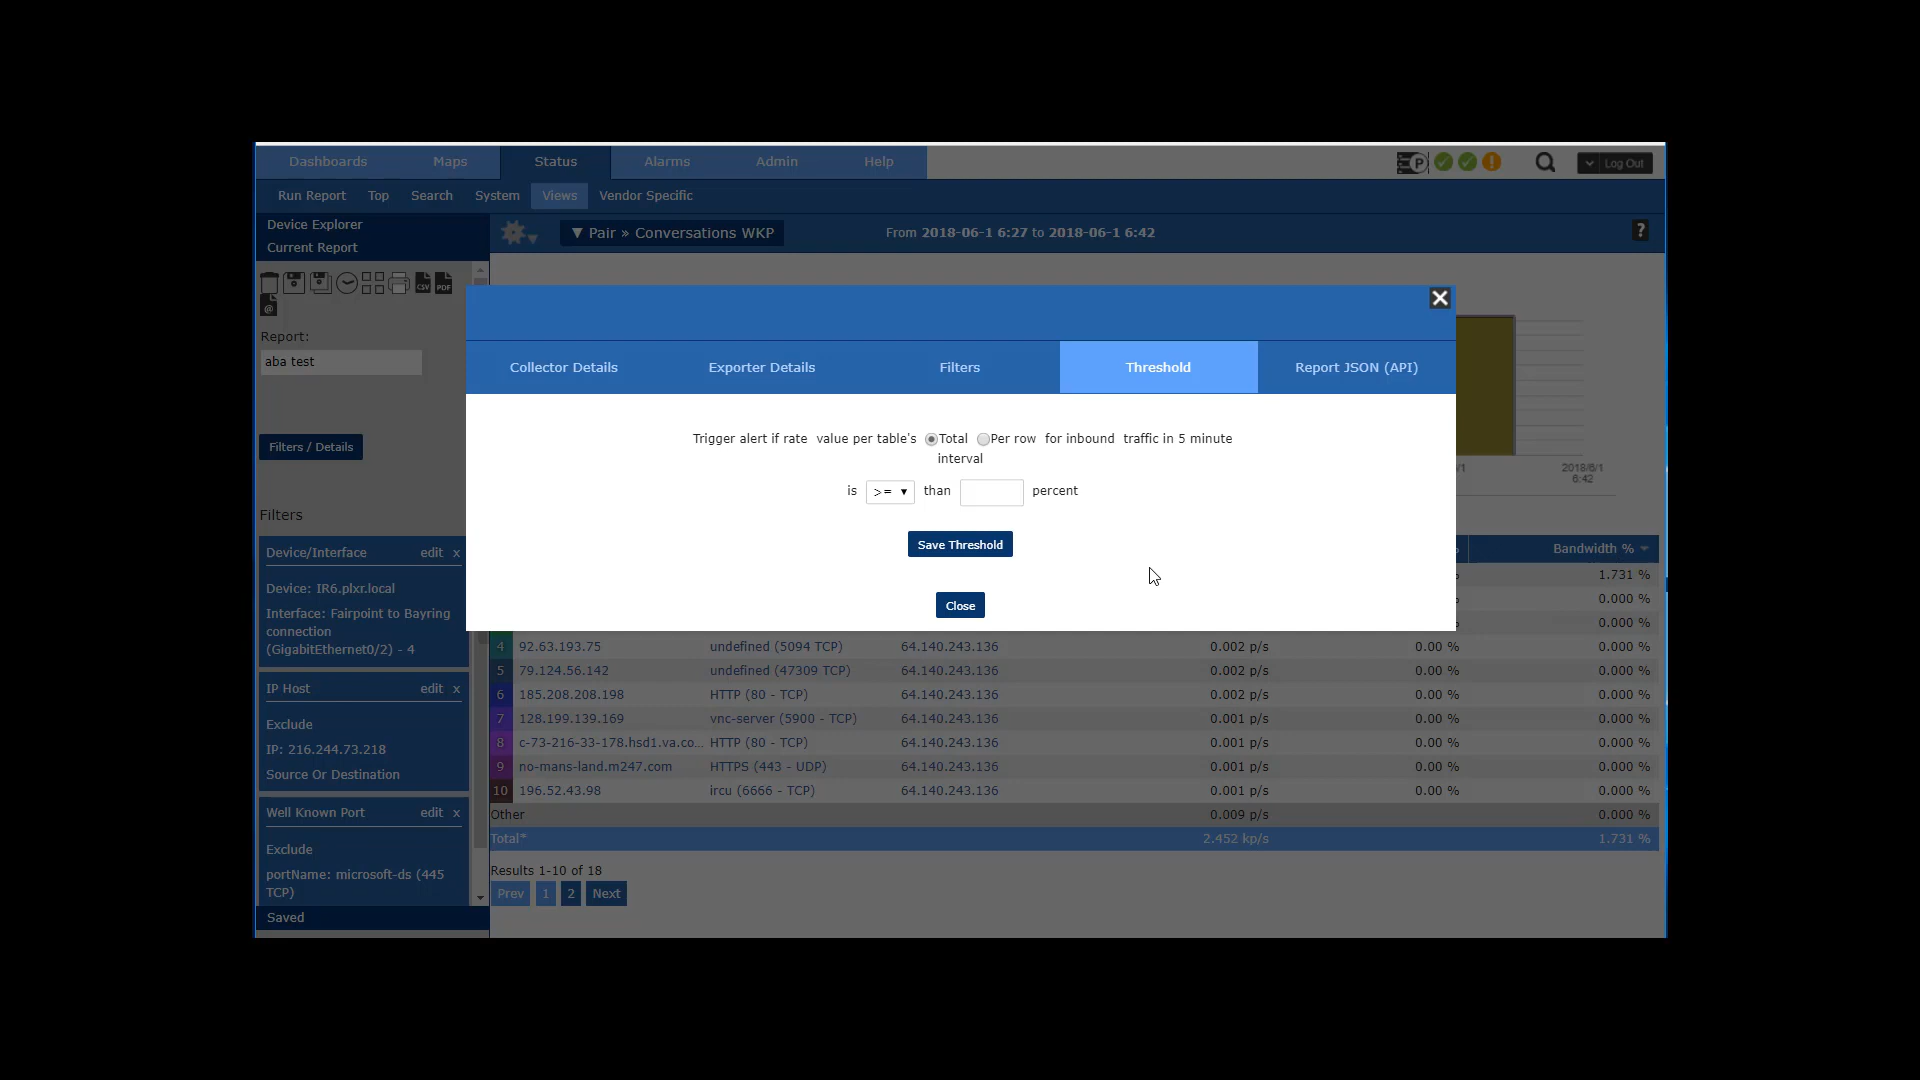 Dashboards Maps Status Alarms Admin Help
P
Log Out
Run Report Top Search System Views Vendor Specific
Device Explorer
Current Report
▼ Pair » Conversations WKP
From 2018-06-1 6:27 to 2018-06-1 6:42
?
CSV PDF
@
Report:
aba test
Filters / Details
Collector Details Exporter Details Filters Threshold Report JSON (API)
Trigger alert if rate value per table's Total Per row for inbound traffic in 5 minute
interval
is >= than percent
Save Threshold
Close
/1 2018/6/1
6:42
Filters
Device/Interface edit x
Device: IR6.plxr.local
Interface: Fairpoint to Bayring
connection
(GigabitEthernet0/2) - 4
IP Host edit x
Exclude
IP: 216.244.73.218
Source Or Destination
Well Known Port edit x
Exclude
portName: microsoft-ds (445
TCP)
Saved
Bandwidth %
% 1.731 %
% 0.000 %
% 0.000 %
4 92.63.193.75 undefined (5094 TCP) 64.140.243.136 0.002 p/s 0.00 % 0.000 %
5 79.124.56.142 undefined (47309 TCP) 64.140.243.136 0.002 p/s 0.00 % 0.000 %
6 185.208.208.198 HTTP (80 - TCP) 64.140.243.136 0.002 p/s 0.00 % 0.000 %
7 128.199.139.169 vnc-server (5900 - TCP) 64.140.243.136 0.001 p/s 0.00 % 0.000 %
8 c-73-216-33-178.hsd1.va.co... HTTP (80 - TCP) 64.140.243.136 0.001 p/s 0.00 % 0.000 %
9 no-mans-land.m247.com HTTPS (443 - UDP) 64.140.243.136 0.001 p/s 0.00 % 0.000 %
10 196.52.43.98 ircu (6666 - TCP) 64.140.243.136 0.001 p/s 0.00 % 0.000 %
Other 0.009 p/s 0.000 %
Total* 2.452 kp/s 1.731 %
Results 1-10 of 18
Prev 1 2 Next